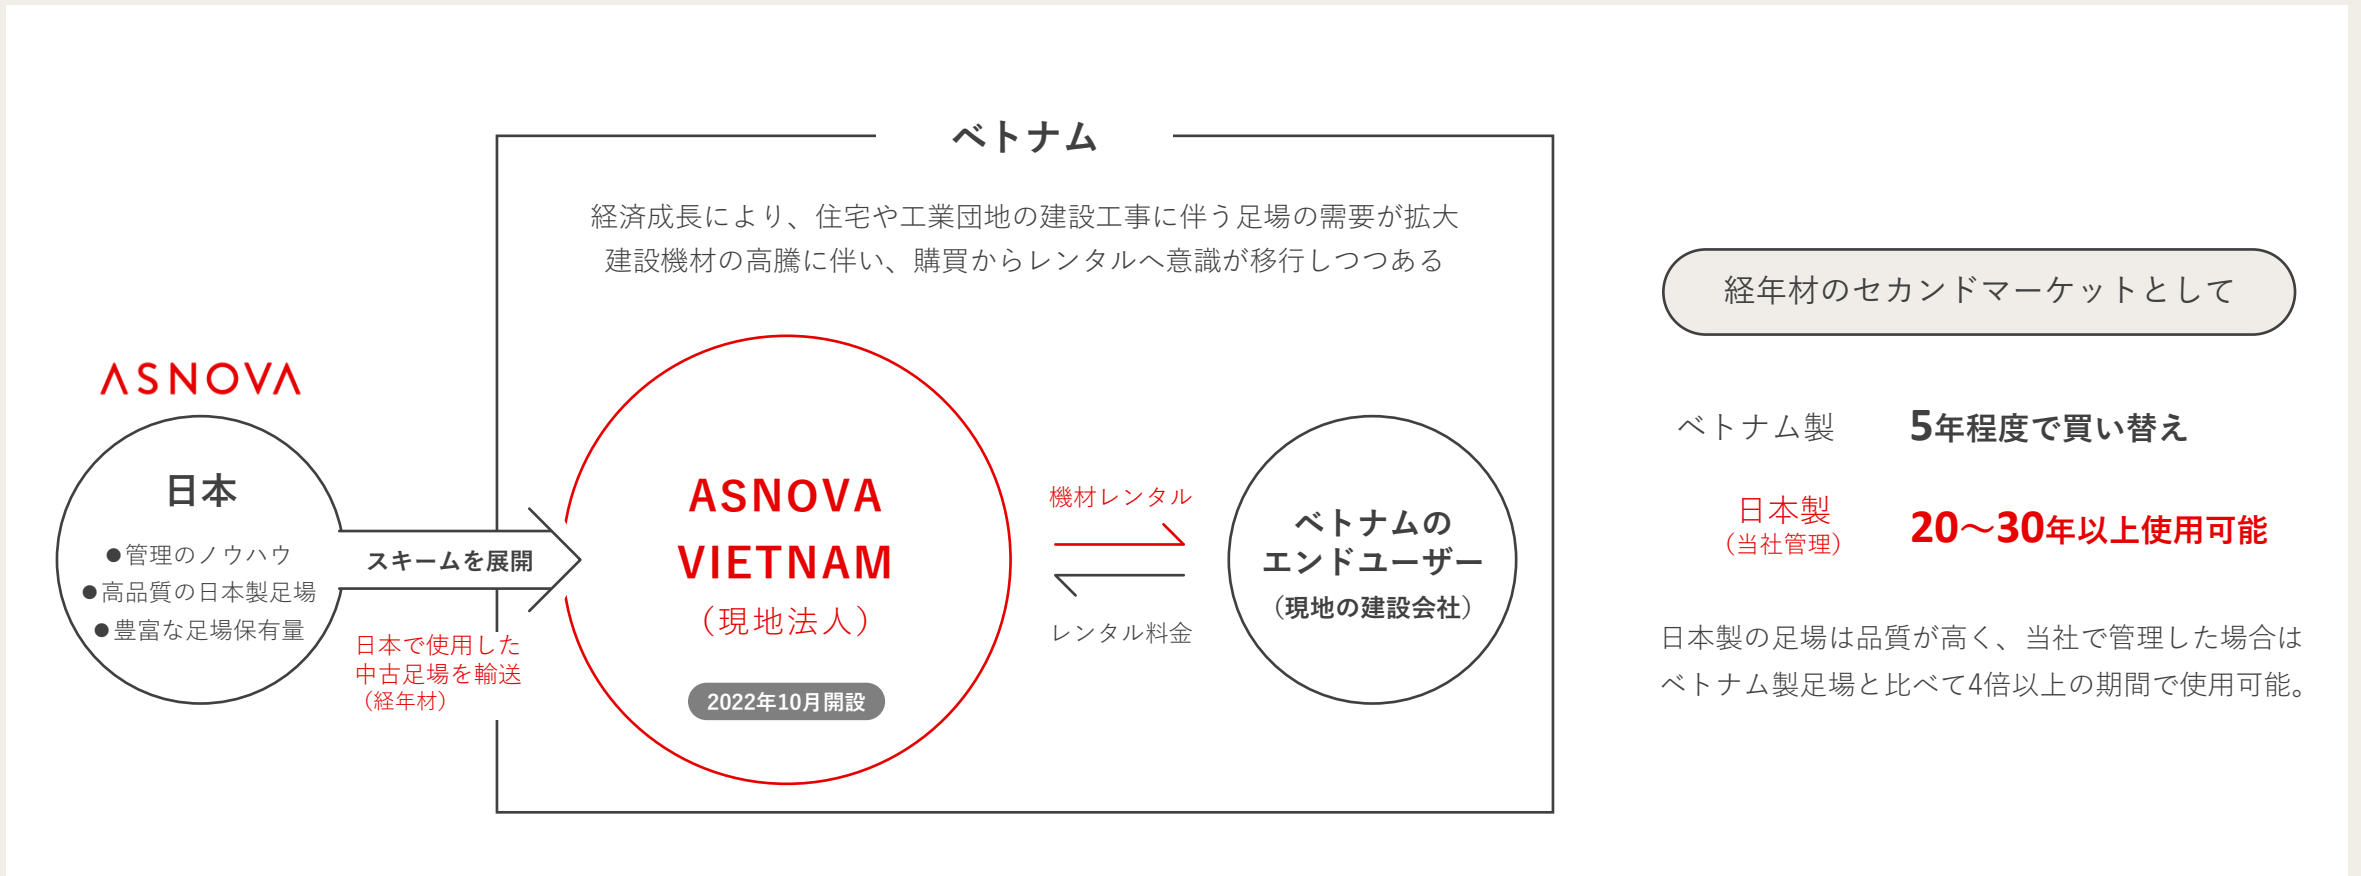 ベトナム
経済成長により、住宅や工業団地の建設工事に伴う足場の需要が拡大
建設機材の高騰に伴い、購買からレンタルへ意識が移行しつつある
ASNOVA
日本
●管理のノウハウ
●高品質の日本製足場
●豊富な足場保有量
スキームを展開
日本で使用した
中古足場を輸送
（経年材）
ASNOVA
VIETNAM
（現地法人）
2022年10月開設
機材レンタル
レンタル料金
ベトナムの
エンドユーザー
（現地の建設会社）
経年材のセカンドマーケットとして
ベトナム製 5年程度で買い替え
日本製
（当社管理）
20〜30年以上使用可能
日本製の足場は品質が高く、当社で管理した場合は
ベトナム製足場と比べて4倍以上の期間で使用可能。